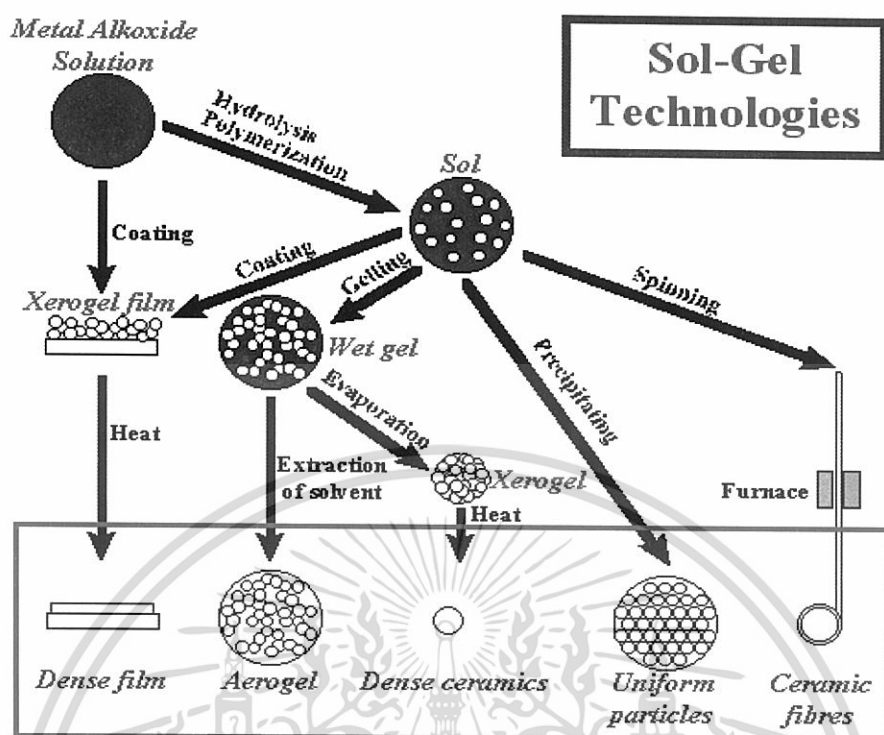 Metal Alkoxide
Solution
Sol-Gel
Technologies
Hydrolysis
Polymerization
Sol
Coating
Coating
Gelling
Spinning
Xerogel film
Wet gel
Precipitating
Evaporation
Heat
Extraction
of solvent
Xerogel
Furnace
Heat
Dense film
Aerogel
Dense ceramics
Uniform
particles
Ceramic
fibres